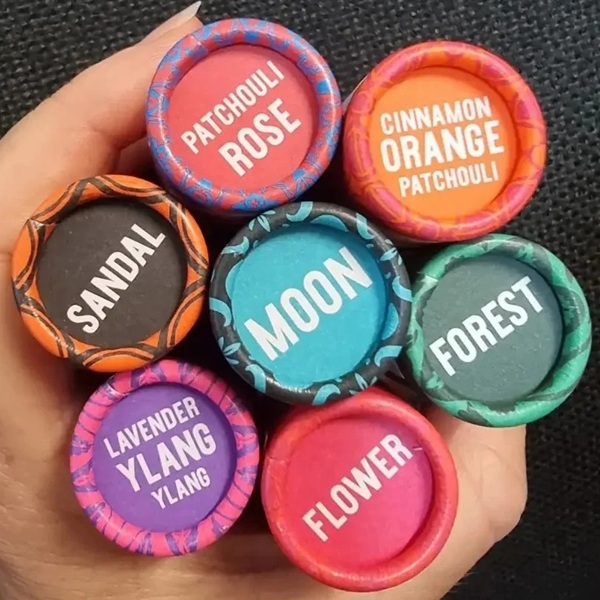 PATCHOULI
ROSE
CINNAMON
ORANGE
PATCHOULI
SANDAL
MOON
FOREST
LAVENDER
YLANG
YLANG
FLOWER